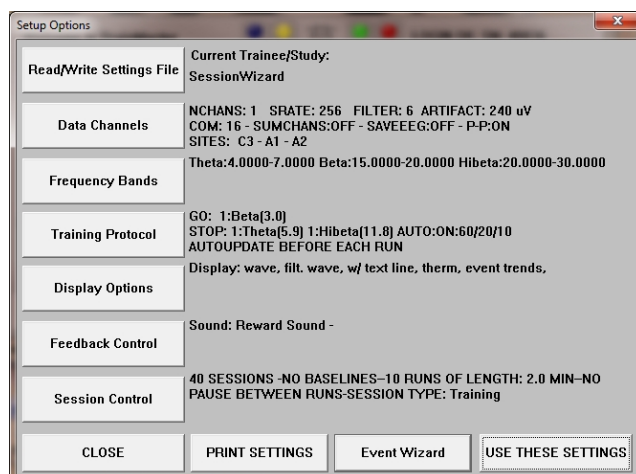 Setup Options
Read/Write Settings File
Current Trainee/Study:
SessionWizard
Data Channels
NCHANS: 1 SRATE: 256 FILTER: 6 ARTIFACT: 240 uV
COM: 16 - SUMCHANS:OFF - SAVEEEG:OFF - P-P:ON
SITES: C3 - A1 - A2
Frequency Bands
Theta:4.0000-7.0000 Beta:15.0000-20.0000 Hibeta:20.0000-30.0000
Training Protocol
GO: 1:Beta(3.0)
STOP: 1:Theta(5.9) 1:Hibeta(11.8) AUTO:ON:60/20/10
AUTOUPDATE BEFORE EACH RUN
Display Options
Display: wave, filt. wave, w/ text line, therm, event trends,
Feedback Control
Sound: Reward Sound -
Session Control
40 SESSIONS -NO BASELINES--10 RUNS OF LENGTH: 2.0 MIN--NO
PAUSE BETWEEN RUNS-SESSION TYPE: Training
CLOSE
PRINT SETTINGS
Event Wizard
USE THESE SETTINGS